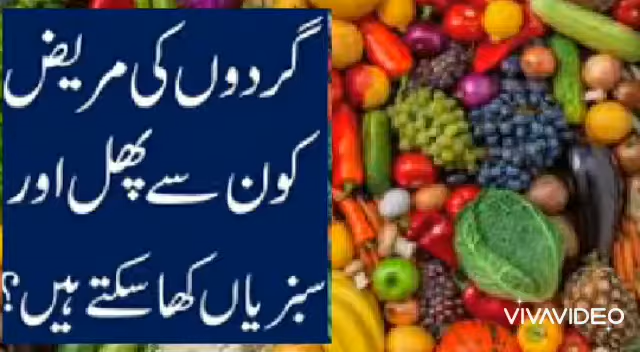 گردوں کی مریض
کون سے پھل اور
سبزیاں کھا سکتے ہیں؟
VIVAVIDEO